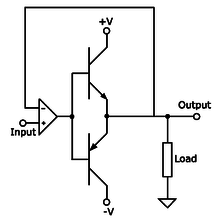 +V
Output
-
+
Input
Load
-V